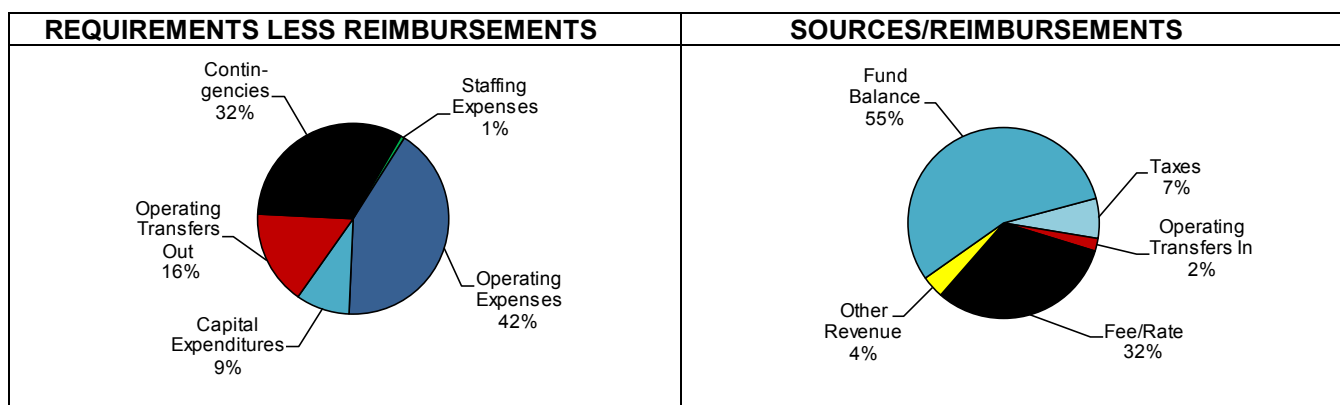 REQUIREMENTS LESS REIMBURSEMENTS
Contin-
gencies
32%
Staffing
Expenses
1%
Operating
Transfers
Out
16%
Capital
Expenditures
9%
Operating
Expenses
42%
SOURCES/REIMBURSEMENTS
Fund
Balance
55%
Taxes
7%
Operating
Transfers In
2%
Other
Revenue
4%
Fee/Rate
32%